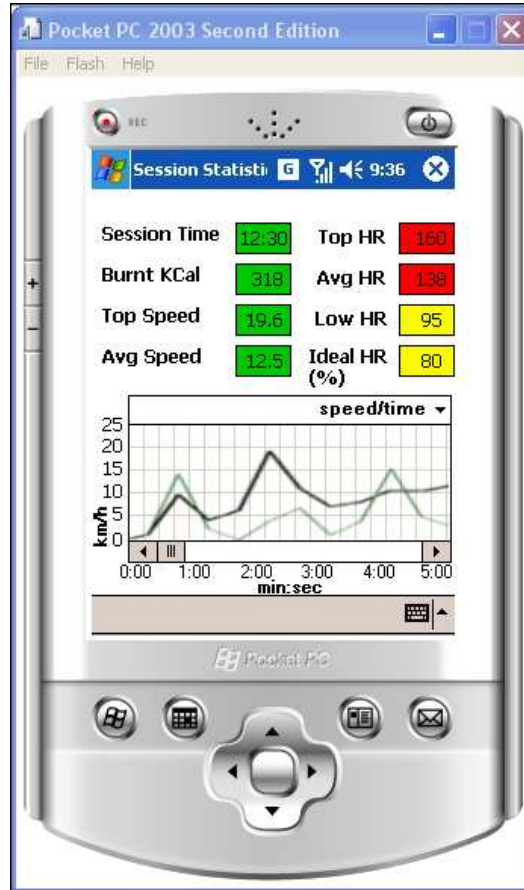 Pocket PC 2003 Second Edition
File Flash Help
REC
Session Statisti G 9:36
Session Time 12:30 Top HR 160
Burnt KCal 318 Avg HR 138
Top Speed 19.6 Low HR 95
Avg Speed 12.5 Ideal HR (%) 80
speed/time
25
20
15
10
5
0
km/h
0:00 1:00 2:00 3:00 4:00 5:00
min:sec
Pocket PC